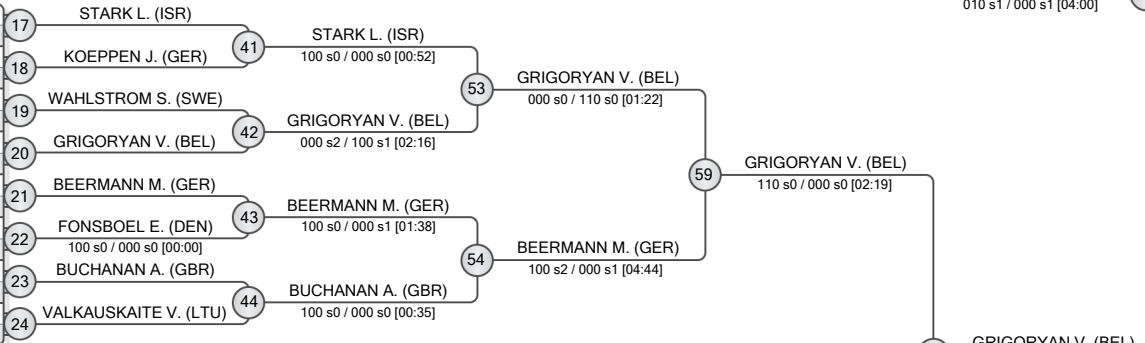 010 s1 / 000 s1 [04:00]
17
STARK L. (ISR)
18
KOEPPEN J. (GER)
41
STARK L. (ISR)
100 s0 / 000 s0 [00:52]
19
WAHLSTROM S. (SWE)
20
GRIGORYAN V. (BEL)
42
GRIGORYAN V. (BEL)
000 s2 / 100 s1 [02:16]
53
GRIGORYAN V. (BEL)
000 s0 / 110 s0 [01:22]
21
BEERMANN M. (GER)
22
FONSBOEL E. (DEN)
100 s0 / 000 s0 [00:00]
43
BEERMANN M. (GER)
100 s0 / 000 s1 [01:38]
23
BUCHANAN A. (GBR)
24
VALKAUSKAITE V. (LTU)
44
BUCHANAN A. (GBR)
100 s0 / 000 s0 [00:35]
54
BEERMANN M. (GER)
100 s2 / 000 s1 [04:44]
59
GRIGORYAN V. (BEL)
110 s0 / 000 s0 [02:19]
GRIGORYAN V. (BEL)